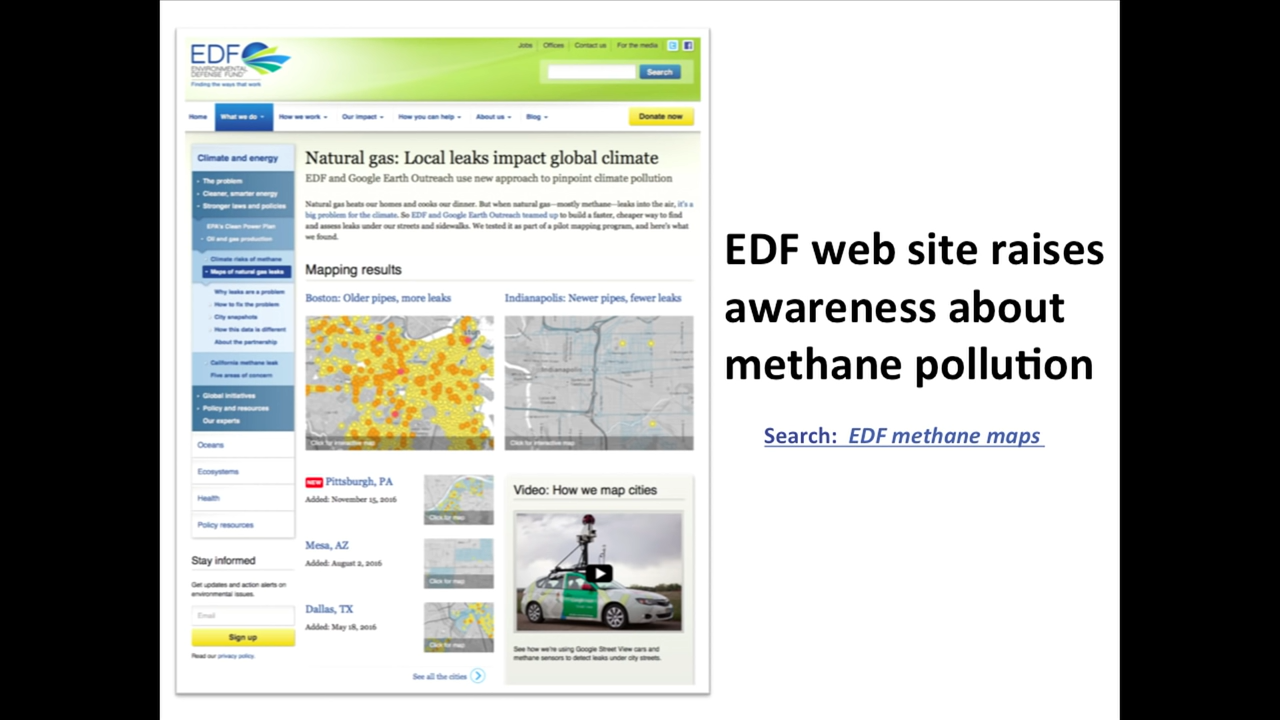 EDF
ENVIRONMENTAL
DEFENSE FUND
Finding the ways that work
Jobs Offices Contact us For the media
Search
Home What we do How we work Our impact How you can help About us Blog Donate now
Climate and energy
The problem
Cleaner, smarter energy
Stronger laws and policies
EPA's Clean Power Plan
Oil and gas production
Climate risks of methane
Maps of natural gas leaks
Why leaks are a problem
How to fix the problem
City snapshots
How this data is different
About the partnership
California methane leak
Five areas of concern
Global initiatives
Policy and resources
Our experts
Oceans
Ecosystems
Health
Policy resources
Stay informed
Get updates and action alerts on
environmental issues.
Email
Sign up
Read our privacy policy.
Natural gas: Local leaks impact global climate
EDF and Google Earth Outreach use new approach to pinpoint climate pollution
Natural gas heats our homes and cooks our dinner. But when natural gas—mostly methane—leaks into the air, it's a
big problem for the climate. So EDF and Google Earth Outreach teamed up to build a faster, cheaper way to find
and assess leaks under our streets and sidewalks. We tested it as part of a pilot mapping program, and here's what
we found.
Mapping results
Boston: Older pipes, more leaks
Click for interactive map
Indianapolis: Newer pipes, fewer leaks
Indianapolis
Click for interactive map
NEW Pittsburgh, PA
Added: November 15, 2016
Click for map
Mesa, AZ
Added: August 2, 2016
Click for map
Dallas, TX
Added: May 18, 2016
Click for map
See all the cities
Video: How we map cities
See how we're using Google Street View cars and
methane sensors to detect leaks under city streets.
EDF web site raises
awareness about
methane pollution
Search: EDF methane maps